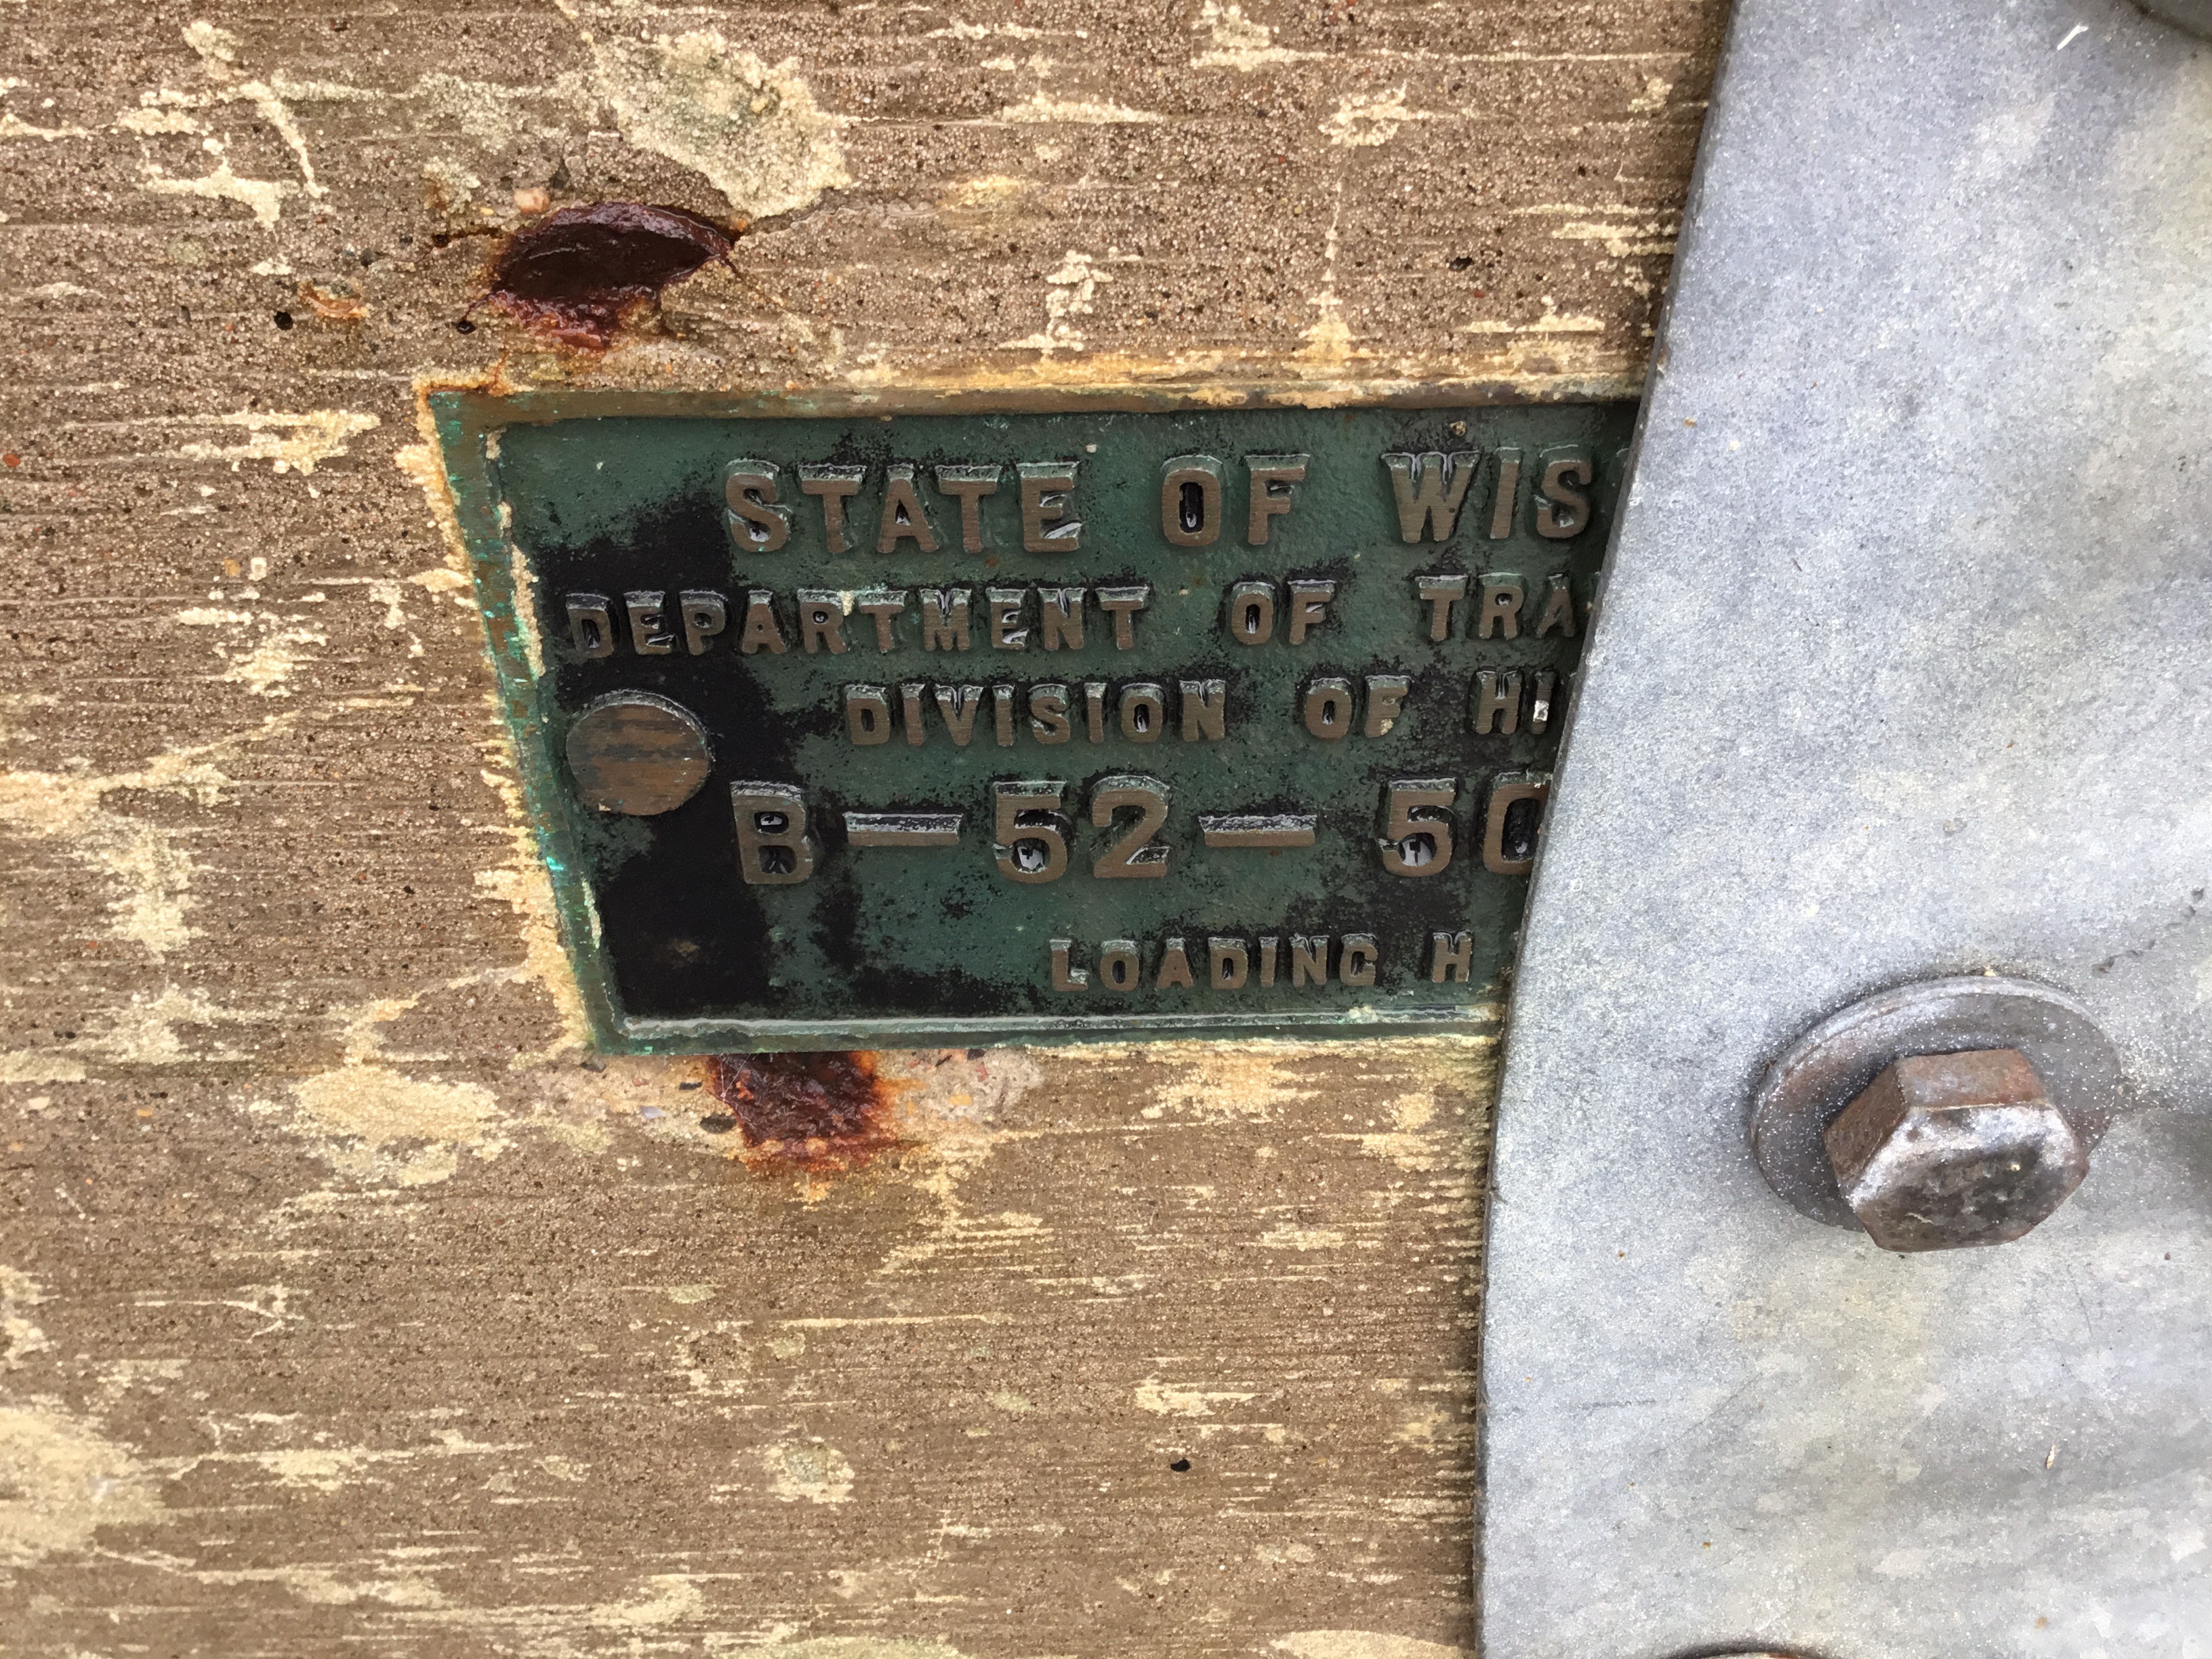 STATE OF WIS
DEPARTMENT OF TRA
DIVISION OF HI
B-52-50
LOADING H